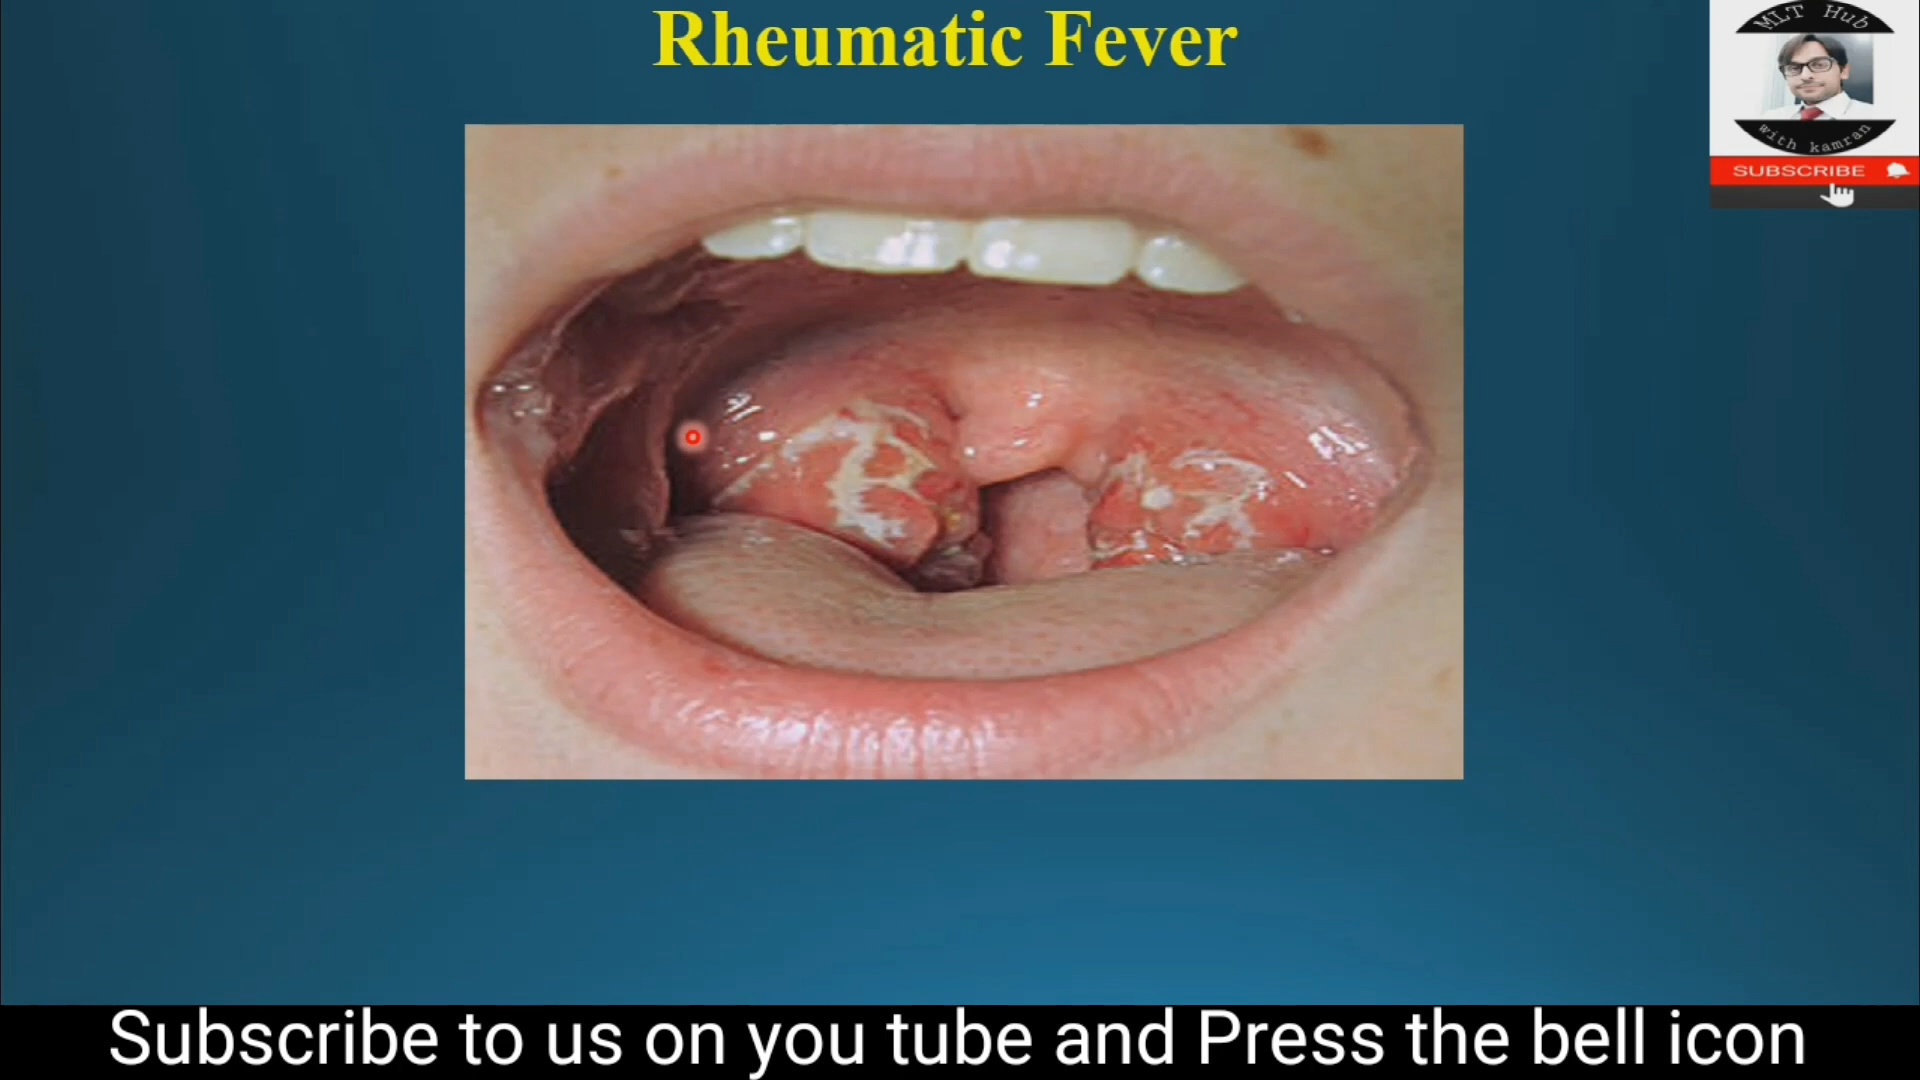 Rheumatic Fever
MLT Hub
with kamran
SUBSCRIBE
Subscribe to us on you tube and Press the bell icon